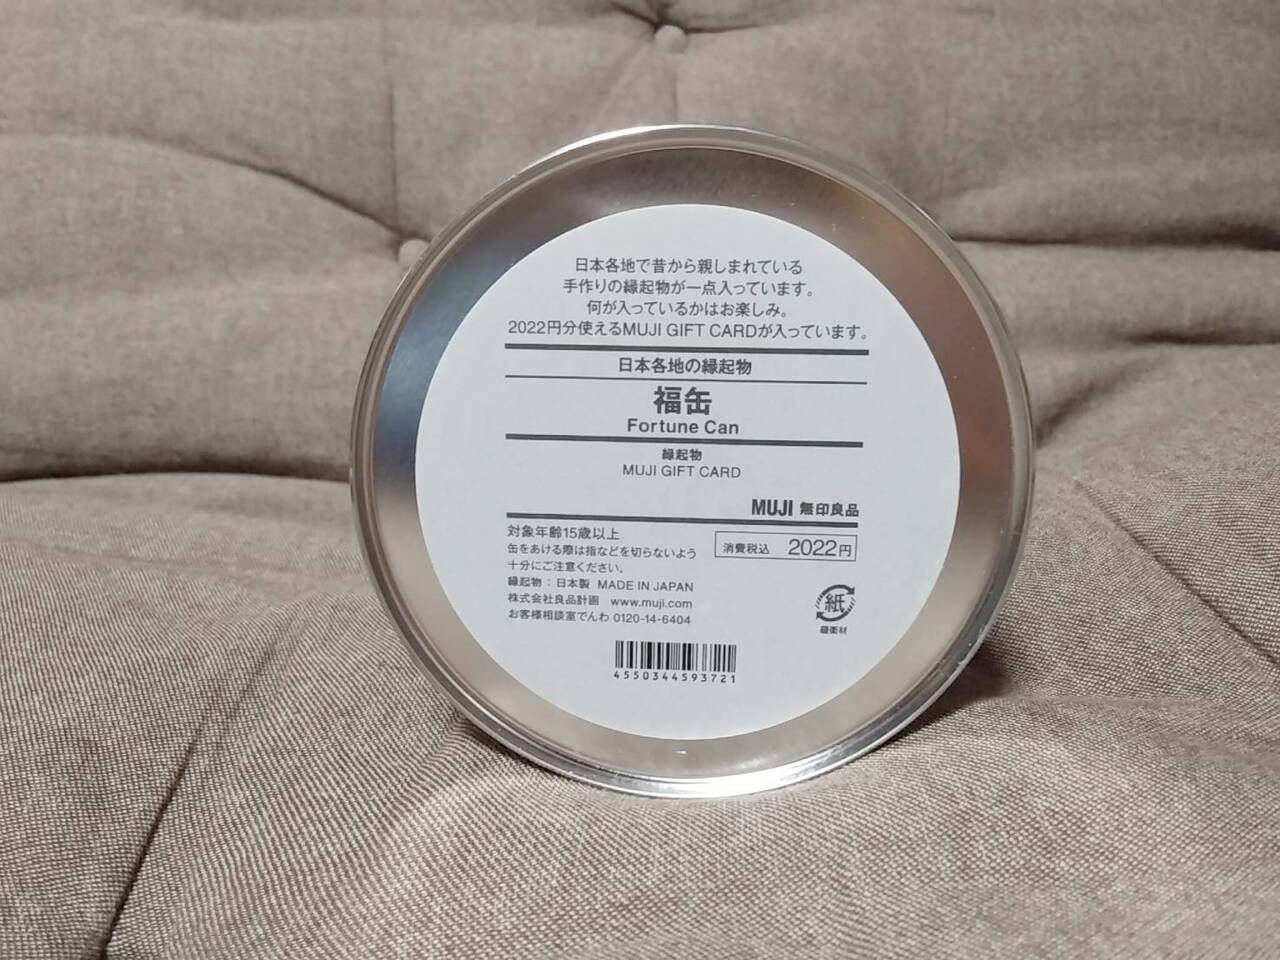 日本各地で昔から親しまれている
手作りの縁起物が一点入っています。
何が入っているかはお楽しみ。
2022円分使えるMUJI GIFT CARDが入っています。
日本各地の縁起物
福缶
Fortune Can
縁起物
MUJI GIFT CARD
MUJI 無印良品
対象年齢15歳以上
缶をあける際は指などを切らないよう
十分にご注意ください。
消費税込 2022円
縁起物：日本製 MADE IN JAPAN
株式会社良品計画 www.muji.com
お客様相談室でんわ 0120-14-6404
紙
緩衝材
4550344593721